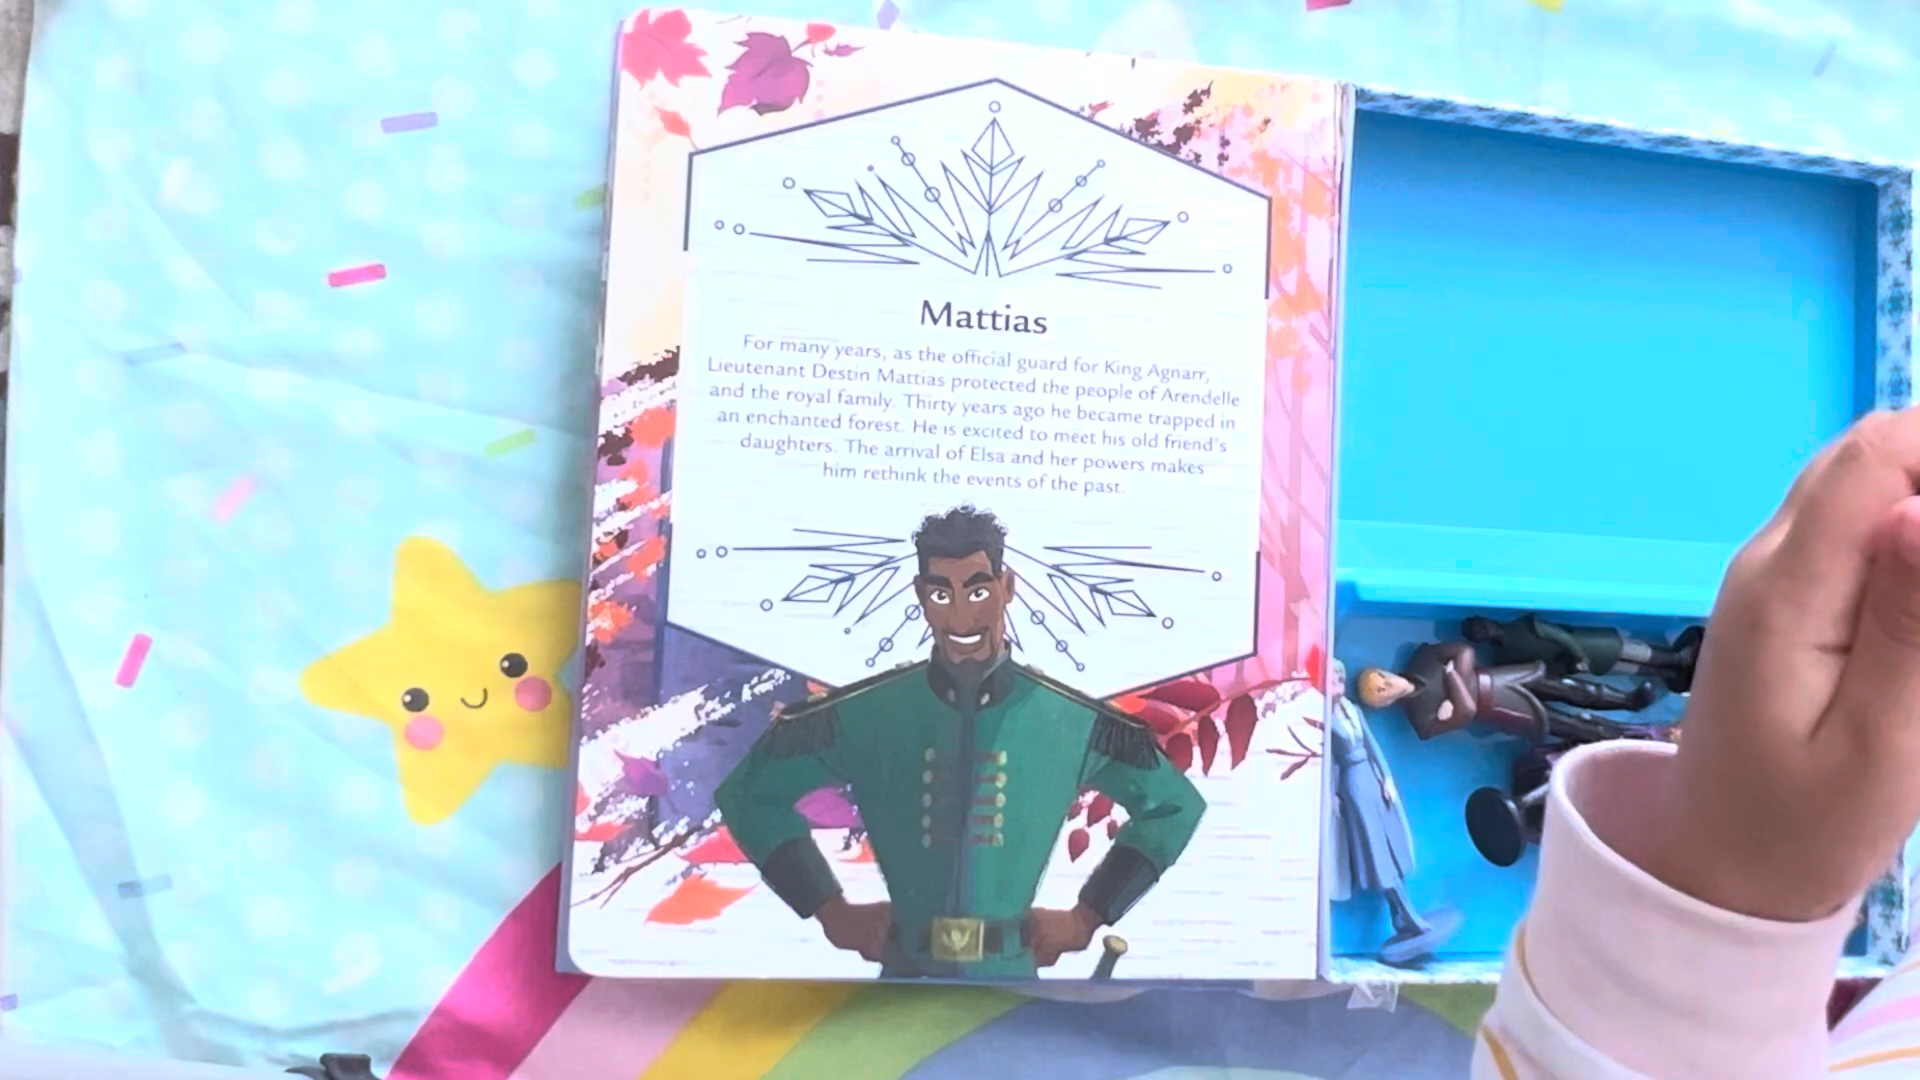 Mattias
For many years, as the official guard for King Agnarr,
Lieutenant Destin Mattias protected the people of Arendelle
and the royal family. Thirty years ago he became trapped in
an enchanted forest. He is excited to meet his old friend's
daughters. The arrival of Elsa and her powers makes
him rethink the events of the past.